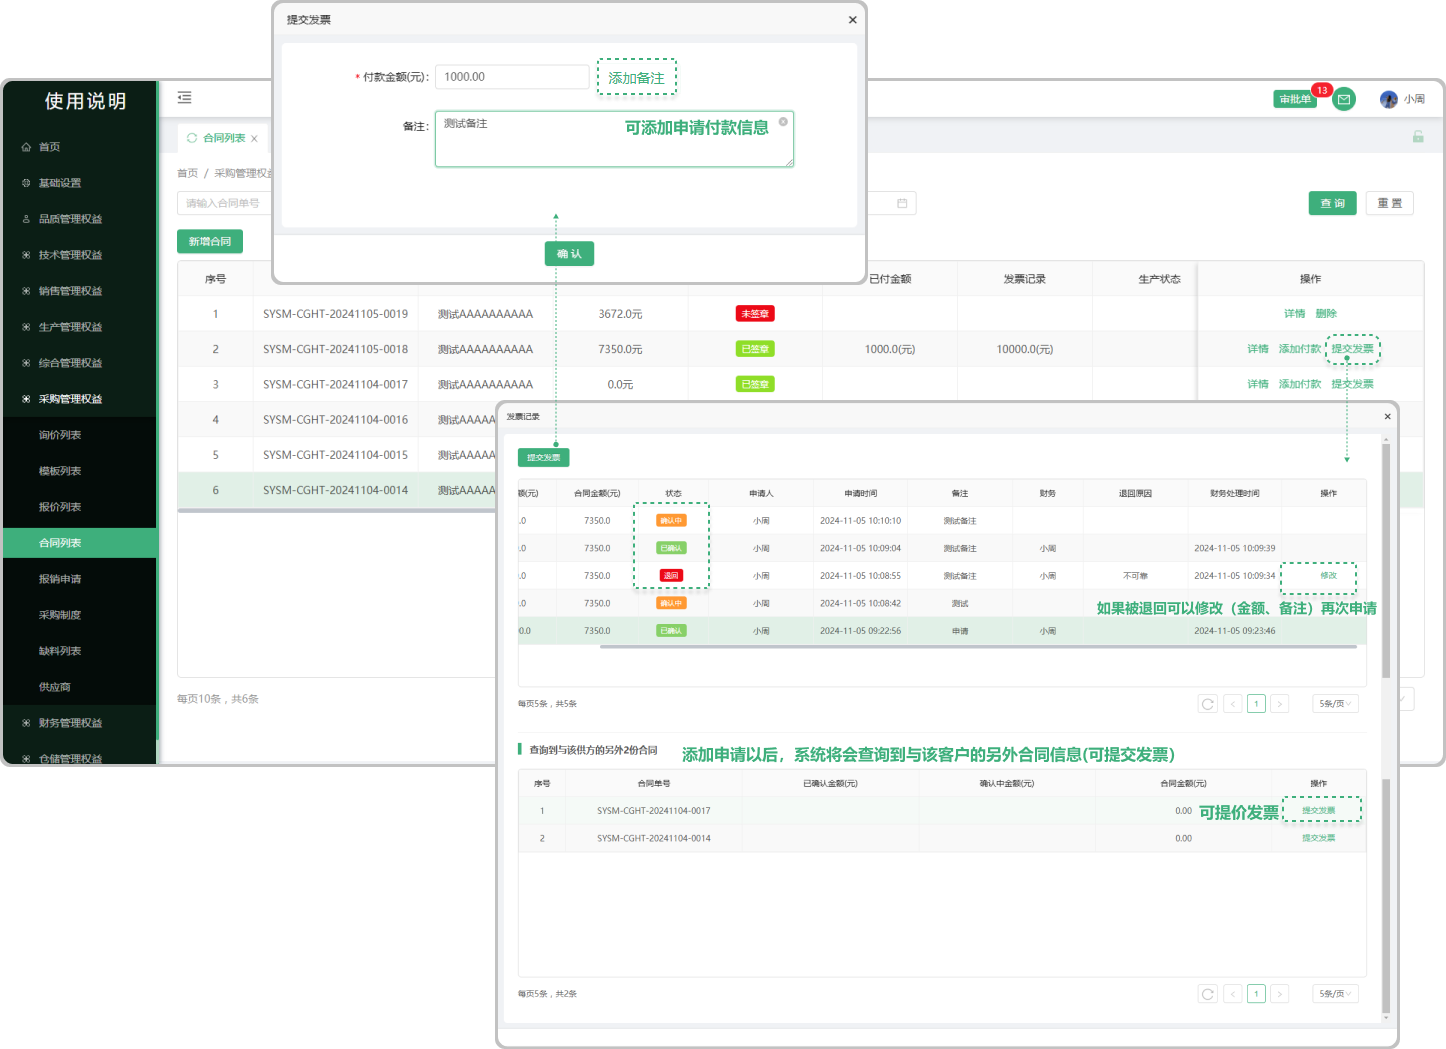 提交发票
×
* 付款金额(元): 1000.00
添加备注
备注: 测试备注
可添加申请付款信息
确 认
使用说明
首页
基础设置
品质管理权益
技术管理权益
销售管理权益
生产管理权益
综合管理权益
采购管理权益
询价列表
模板列表
报价列表
合同列表
报销申请
采购制度
缺料列表
供应商
财务管理权益
仓储管理权益
审批单 13 小周
合同列表 ×
首页 / 采购管理权益
请输入合同单号
查 询 重 置
新增合同
序号 已付金额 发票记录 生产状态 操作
1 SYSM-CGHT-20241105-0019 测试AAAAAAAAAA 3672.0元 未签章 详情 删除
2 SYSM-CGHT-20241105-0018 测试AAAAAAAAAA 7350.0元 已签章 1000.0(元) 10000.0(元) 详情 添加付款 提交发票
3 SYSM-CGHT-20241104-0017 测试AAAAAAAAAA 0.0元 已签章 详情 添加付款 提交发票
4 SYSM-CGHT-20241104-0016 测试AAAAA
5 SYSM-CGHT-20241104-0015 测试AAAAA
6 SYSM-CGHT-20241104-0014 测试AAAAA
每页10条，共6条
发票记录 ×
提交发票
额(元) 合同金额(元) 状态 申请人 申请时间 备注 财务 退回原因 财务处理时间 操作
.0 7350.0 确认中 小周 2024-11-05 10:10:10 测试备注
.0 7350.0 已确认 小周 2024-11-05 10:09:04 测试备注 小周 2024-11-05 10:09:39
.0 7350.0 退回 小周 2024-11-05 10:08:55 测试备注 小周 不可靠 2024-11-05 10:09:34 修改
.0 7350.0 确认中 小周 2024-11-05 10:08:42 测试
如果被退回可以修改（金额、备注）再次申请
0.0 7350.0 已确认 小周 2024-11-05 09:22:56 申请 小周 2024-11-05 09:23:46
每页5条，共5条
< 1 > 5条/页
查询到与该供方的另外2份合同
添加申请以后，系统将会查询到与该客户的另外合同信息(可提交发票)
序号 合同单号 已确认金额(元) 确认中金额(元) 合同金额(元) 操作
1 SYSM-CGHT-20241104-0017 0.00 提交发票
可提价发票
2 SYSM-CGHT-20241104-0014 0.00 提交发票
每页5条，共2条
< 1 > 5条/页